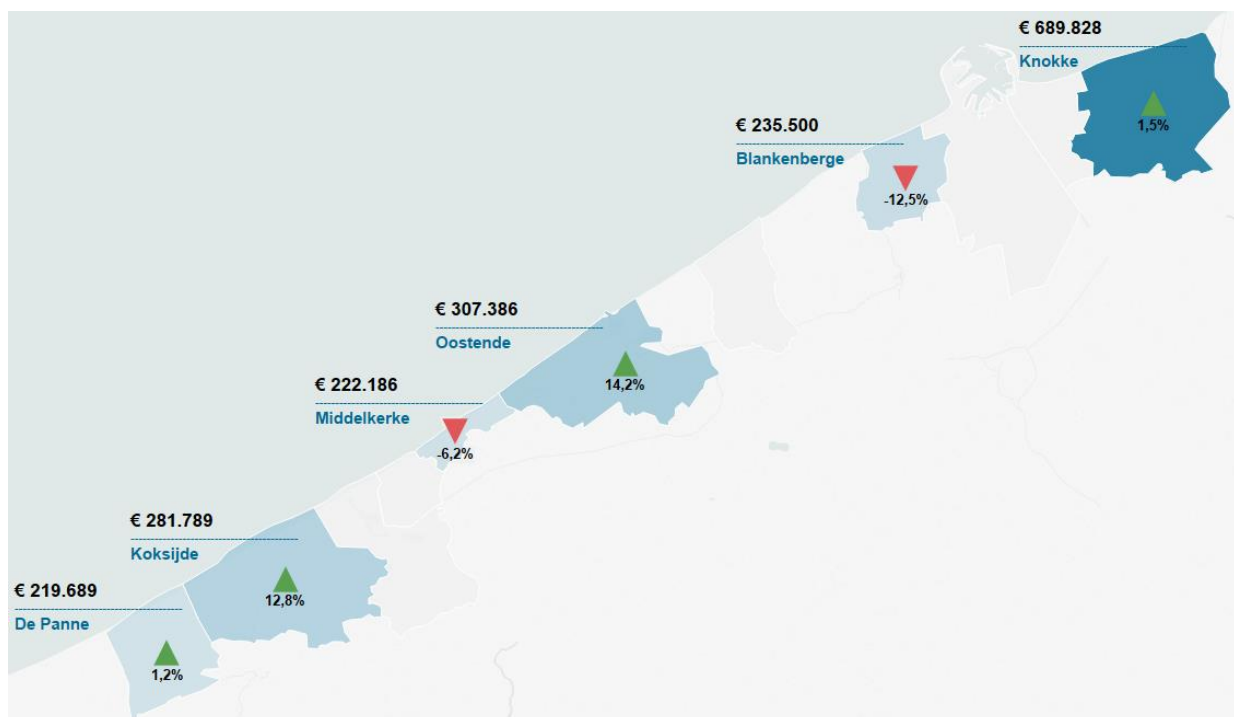 € 689.828
Knokke
1,5%
€ 235.500
Blankenberge
-12,5%
€ 307.386
Oostende
14,2%
€ 222.186
Middelkerke
-6,2%
€ 281.789
Koksijde
12,8%
€ 219.689
De Panne
1,2%